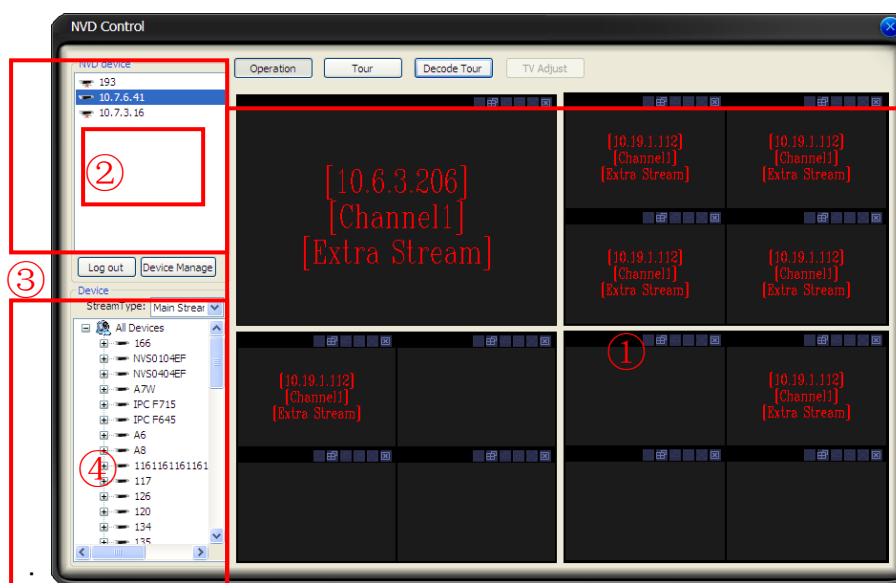 NVD Control
NVD device
193
10.7.6.41
10.7.3.16
②
Log out
Device Manage
③
Device
StreamType: Main Strear
All Devices
166
NVS0104EF
NVS0404EF
A7W
IPC F715
IPC F645
A6
A8
1161161161161
④
117
126
120
134
135
.
Operation
Tour
Decode Tour
TV Adjust
[10.6.3.206]
[Channel1]
[Extra Stream]
[10.19.1.112]
[Channel1]
[Extra Stream]
[10.19.1.112]
[Channel1]
[Extra Stream]
[10.19.1.112]
[Channel1]
[Extra Stream]
[10.19.1.112]
[Channel1]
[Extra Stream]
[10.19.1.112]
[Channel1]
[Extra Stream]
①
[10.19.1.112]
[Channel1]
[Extra Stream]